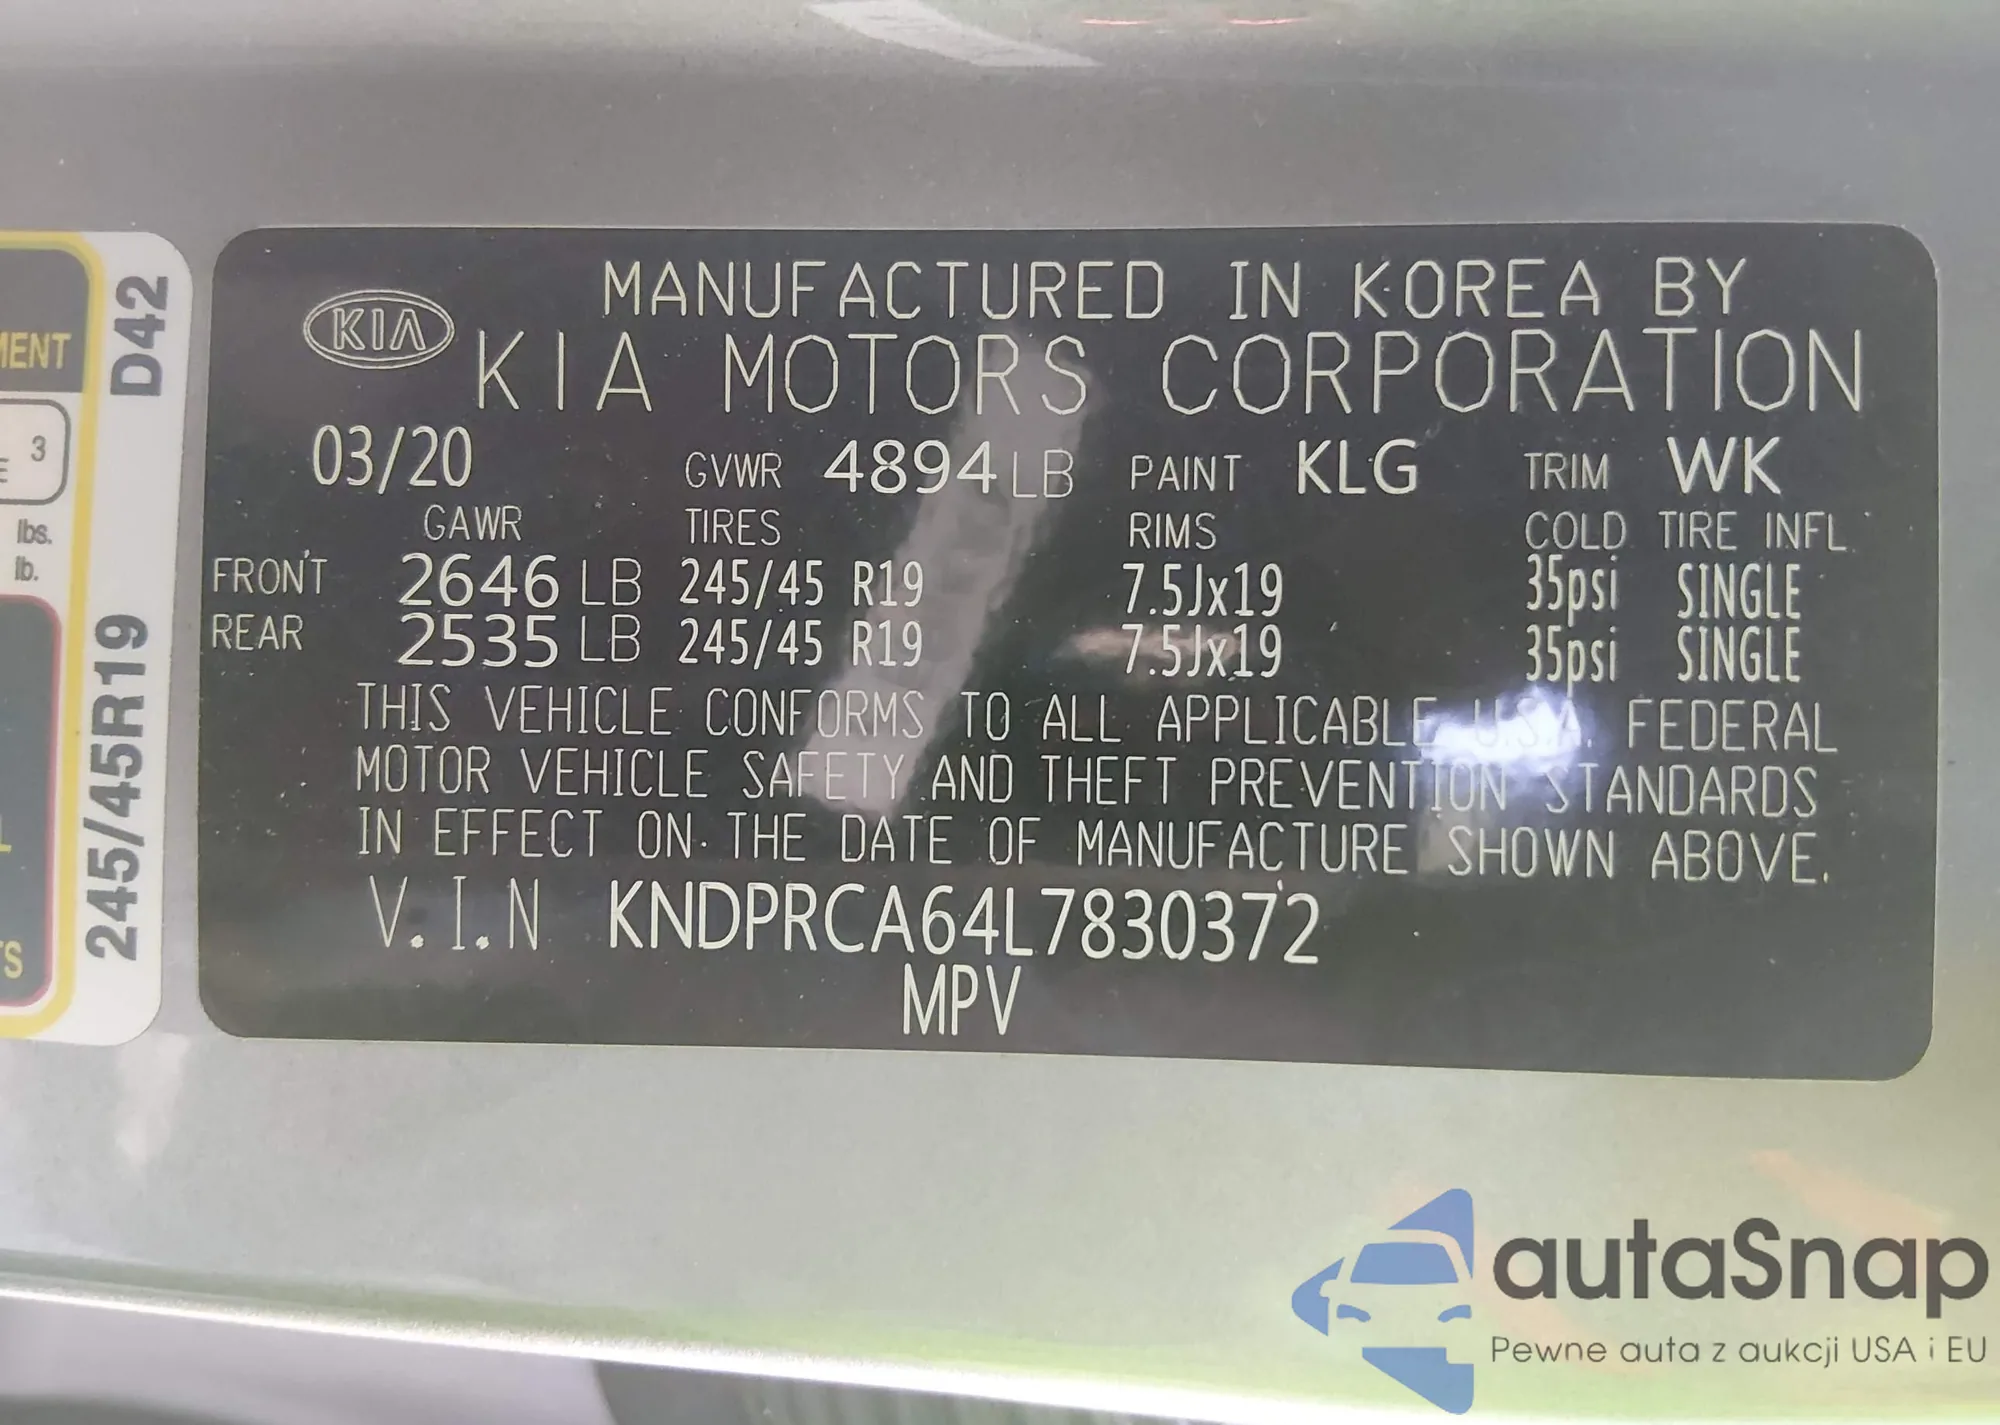 MENT
3
E
lbs.
lb.
L
TS
D42
245/45R19
KIA
MANUFACTURED IN KOREA BY
KIA MOTORS CORPORATION
03/20 GVWR 4894LB PAINT KLG TRIM WK
GAWR TIRES RIMS COLD TIRE INFL
FRONT 2646 LB 245/45 R19 7.5Jx19 35psi SINGLE
REAR 2535 LB 245/45 R19 7.5Jx19 35psi SINGLE
THIS VEHICLE CONFORMS TO ALL APPLICABLE U.S.A. FEDERAL
MOTOR VEHICLE SAFETY AND THEFT PREVENTION STANDARDS
IN EFFECT ON THE DATE OF MANUFACTURE SHOWN ABOVE.
V.I.N KNDPRCA64L7830372
MPV
autaSnap
Pewne auta z aukcji USA i EU